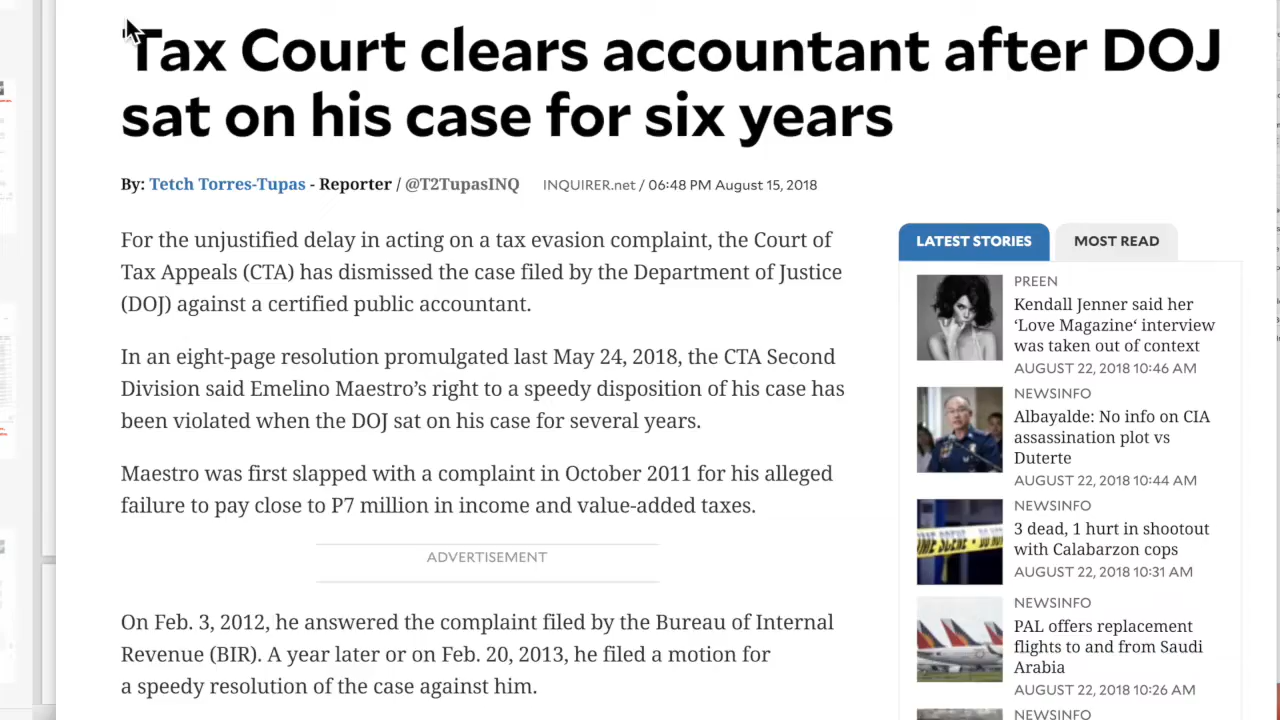 Tax Court clears accountant after DOJ
sat on his case for six years
By: Tetch Torres-Tupas - Reporter / @T2TupasINQ
INQUIRER.net / 06:48 PM August 15, 2018
For the unjustified delay in acting on a tax evasion complaint, the Court of
Tax Appeals (CTA) has dismissed the case filed by the Department of Justice
(DOJ) against a certified public accountant.
In an eight-page resolution promulgated last May 24, 2018, the CTA Second
Division said Emelino Maestro’s right to a speedy disposition of his case has
been violated when the DOJ sat on his case for several years.
Maestro was first slapped with a complaint in October 2011 for his alleged
failure to pay close to P7 million in income and value-added taxes.
ADVERTISEMENT
On Feb. 3, 2012, he answered the complaint filed by the Bureau of Internal
Revenue (BIR). A year later or on Feb. 20, 2013, he filed a motion for
a speedy resolution of the case against him.
LATEST STORIES
MOST READ
PREEN
Kendall Jenner said her
‘Love Magazine‘ interview
was taken out of context
AUGUST 22, 2018 10:46 AM
NEWSINFO
Albayalde: No info on CIA
assassination plot vs
Duterte
AUGUST 22, 2018 10:44 AM
NEWSINFO
3 dead, 1 hurt in shootout
with Calabarzon cops
AUGUST 22, 2018 10:31 AM
NEWSINFO
PAL offers replacement
flights to and from Saudi
Arabia
AUGUST 22, 2018 10:26 AM
NEWSINFO